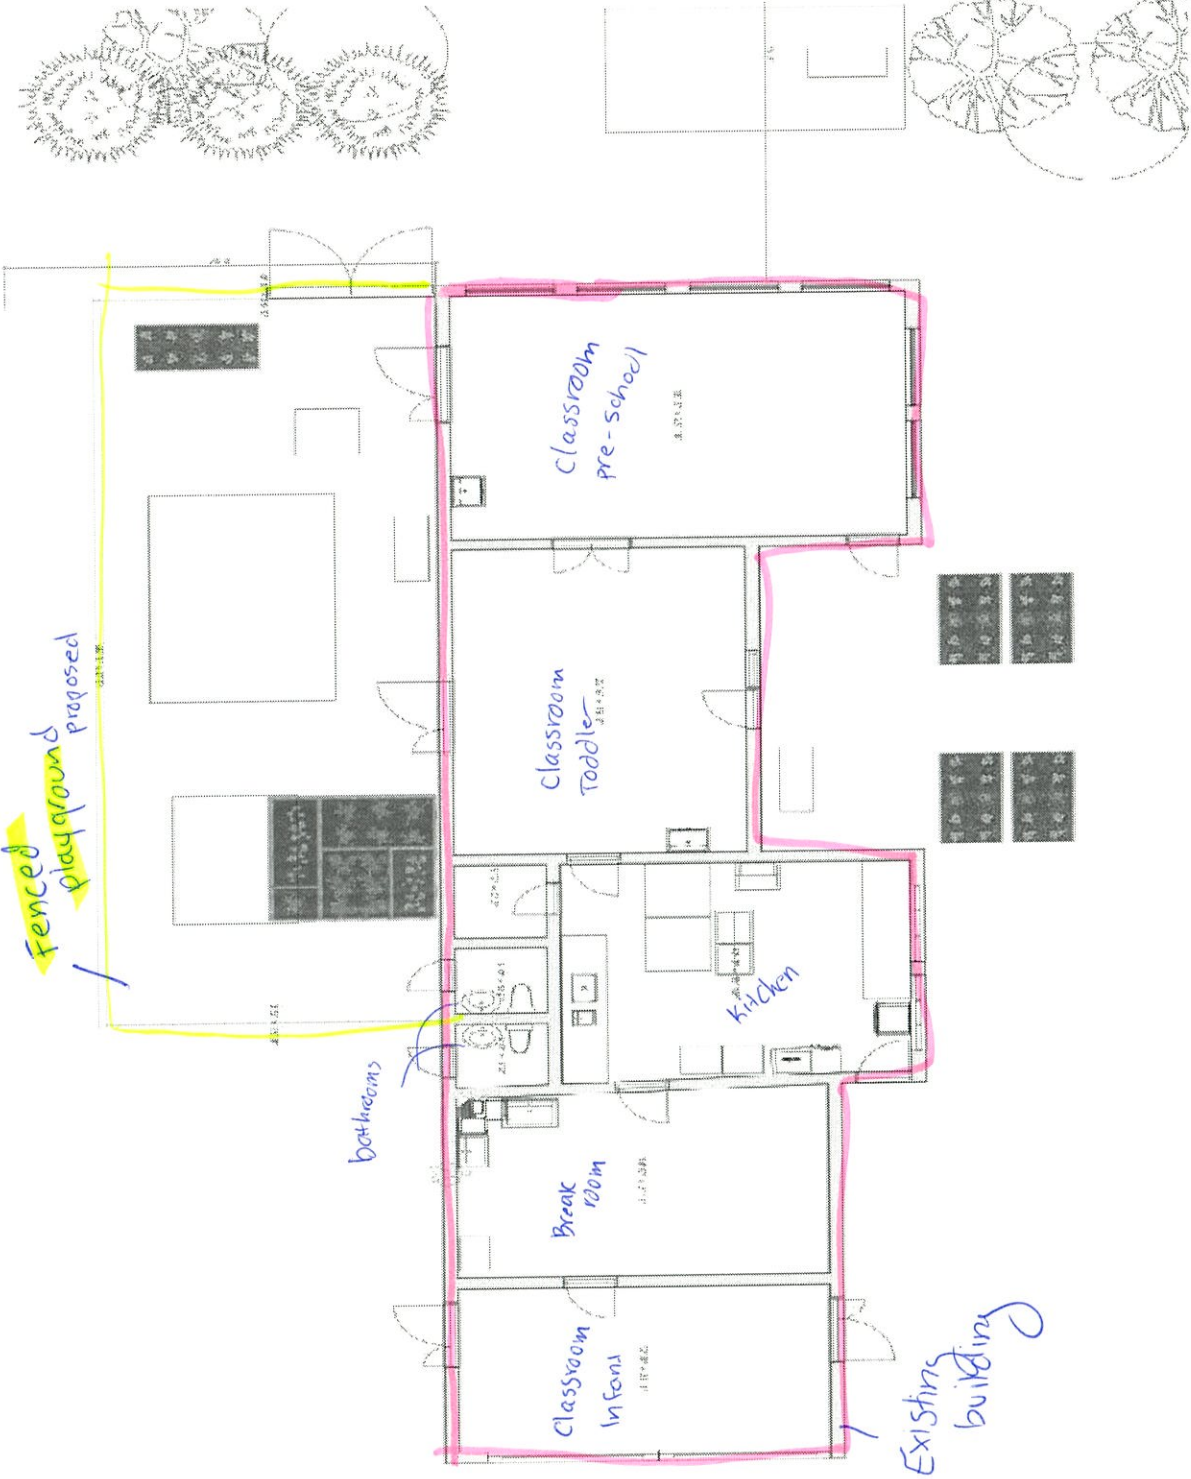 Fenced
playground
proposed
Classroom
pre-school
Classroom
Toddler
bathrooms
Kitchen
Break
room
Classroom
Infant
Existing
building